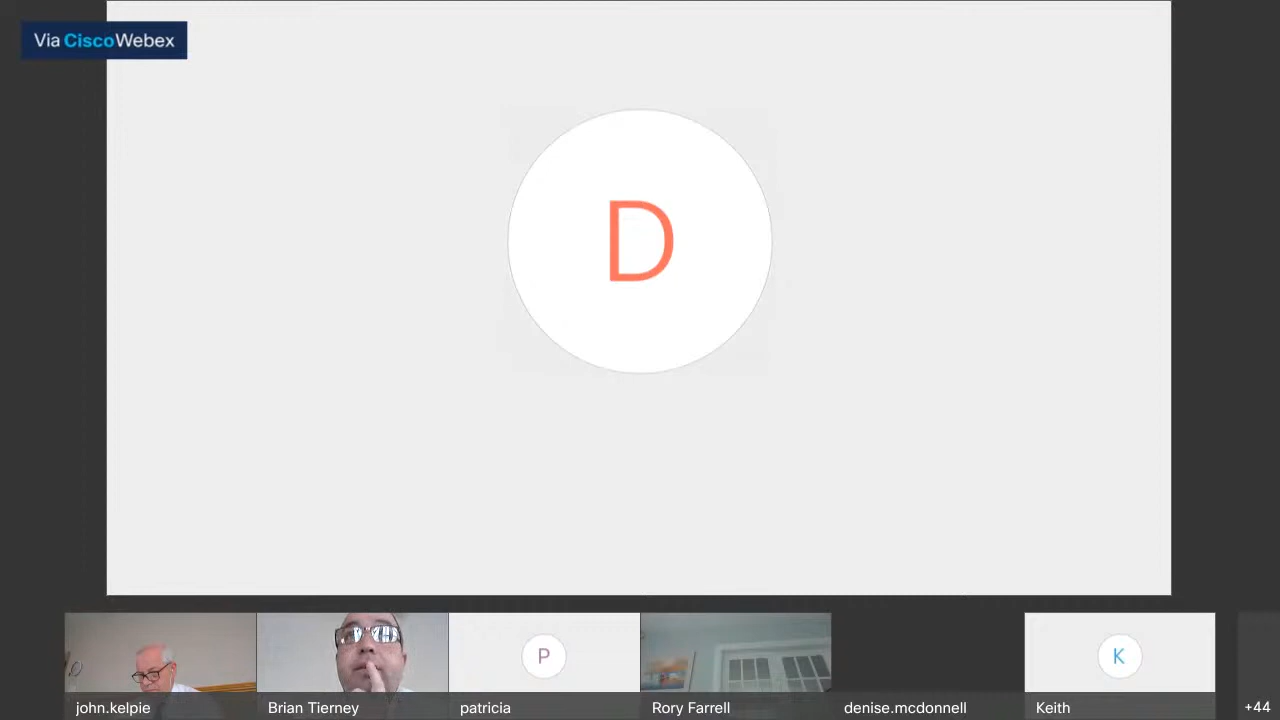 Via CiscoWebex
D
P
K
john.kelpie
Brian Tierney
patricia
Rory Farrell
denise.mcdonnell
Keith
+44